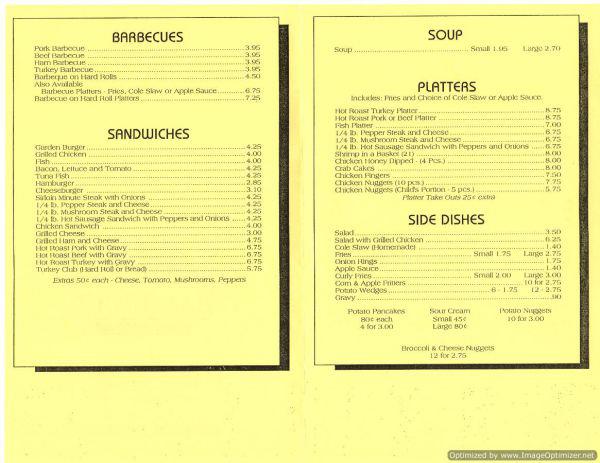 BARBECUES
Pork Barbecue 3.95
Beef Barbecue 3.95
Ham Barbecue 3.95
Turkey Barbecue 3.95
Barbeque on Hard Rolls 4.50
Also Available
Barbecue Platters - Fries, Cole Slaw or Apple Sauce 6.75
Barbecue on Hard Roll Platters 7.25
SANDWICHES
Garden Burger 4.25
Grilled Chicken 4.00
Fish 4.00
Bacon, Lettuce and Tomato 4.25
Tuna Fish 4.25
Hamburger 2.85
Cheeseburger 3.10
Sirloin Minute Steak with Onions 4.25
1/4 lb. Pepper Steak and Cheese 4.25
1/4 lb. Mushroom Steak and Cheese 4.25
1/4 lb. Hot Sausage Sandwich with Peppers and Onions 4.25
Chicken Sandwich 4.00
Grilled Cheese 3.00
Grilled Ham and Cheese 4.75
Hot Roast Pork with Gravy 6.75
Hot Roast Beef with Gravy 6.75
Hot Roast Turkey with Gravy 6.75
Turkey Club (Hard Roll or Bread) 5.75
Extras 50¢ each - Cheese, Tomato, Mushrooms, Peppers
SOUP
Soup Small 1.95 Large 2.70
PLATTERS
Includes: Fries and Choice of Cole Slaw or Apple Sauce
Hot Roast Turkey Platter 8.75
Hot Roast Pork or Beef Platter 8.75
Fish Platter 7.00
1/4 lb. Pepper Steak and Cheese 6.75
1/4 lb. Mushroom Steak and Cheese 6.75
1/4 lb. Hot Sausage Sandwich with Peppers and Onions 6.75
Shrimp in a Basket (21) 8.00
Chicken Honey Dipped - (4 Pcs.) 8.00
Crab Cakes 8.00
Chicken Fingers 7.50
Chicken Nuggets (10 pcs.) 7.75
Chicken Nuggets (Child's Portion - 5 pcs.) 5.75
Platter Take Outs 25¢ extra
SIDE DISHES
Salad 3.50
Salad with Grilled Chicken 6.25
Cole Slaw (Homemade) 1.40
Fries Small 1.75 Large 2.75
Onion Rings 1.75
Apple Sauce 1.40
Curly Fries Small 2.00 Large 3.00
Corn & Apple Fritters 10 for 2.75
Potato Wedges 6 - 1.75 12 - 2.75
Gravy .90
Potato Pancakes Sour Cream Potato Nuggets
80¢ each Small 45¢ 10 for 3.00
4 for 3.00 Large 80¢
Broccoli & Cheese Nuggets
12 for 2.75
Optimized by www.ImageOptimizer.net